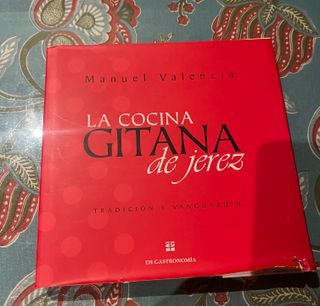 Manuel Valencia
LA COCINA
GITANA
de jerez
TRADICIÓN Y VANGUARDIA
EH GASTRONOMÍA